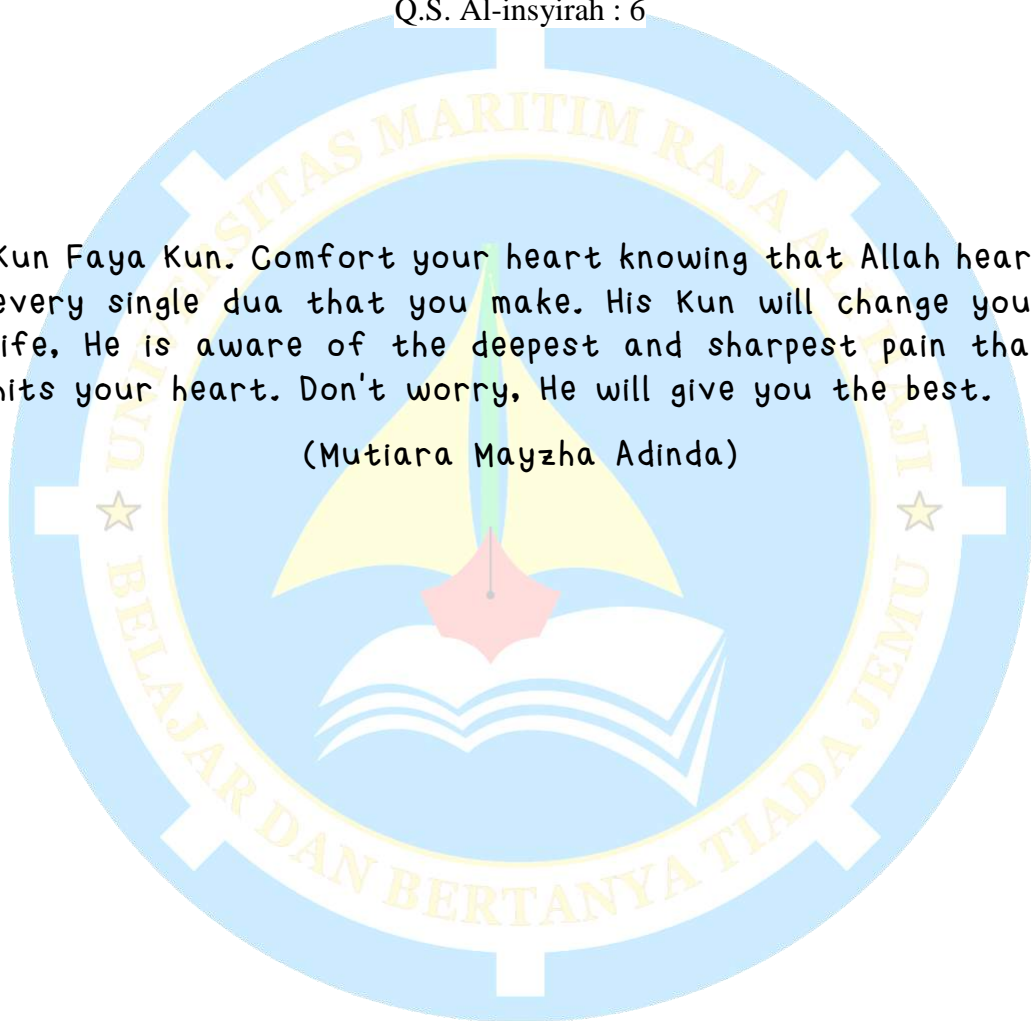 Q.S. Al-insyirah : 6
Kun Faya Kun. Comfort your heart knowing that Allah hear
every single dua that you make. His Kun will change you
ife, He is aware of the deepest and sharpest pain tha
hits your heart. Don't worry, He will give you the best.
(Mutiara Mayzha Adinda)
UNIVERSITAS MARITIM RAJA ALI HAJI
BELAJAR DAN BERTANYA TIADA JEMU